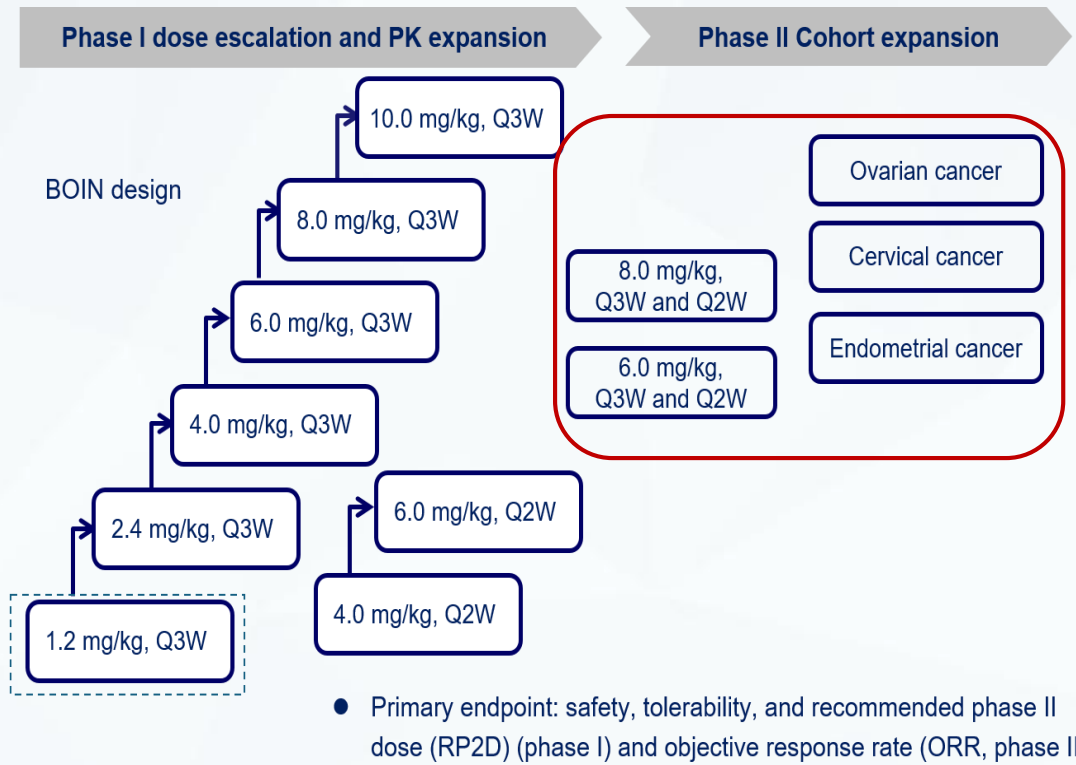 Phase I dose escalation and PK expansion
Phase II Cohort expansion
10.0 mg/kg, Q3W
BOIN design
8.0 mg/kg, Q3W
6.0 mg/kg, Q3W
4.0 mg/kg, Q3W
2.4 mg/kg, Q3W
1.2 mg/kg, Q3W
6.0 mg/kg, Q2W
4.0 mg/kg, Q2W
8.0 mg/kg,
Q3W and Q2W
6.0 mg/kg,
Q3W and Q2W
Ovarian cancer
Cervical cancer
Endometrial cancer
● Primary endpoint: safety, tolerability, and recommended phase II
dose (RP2D) (phase I) and objective response rate (ORR, phase II